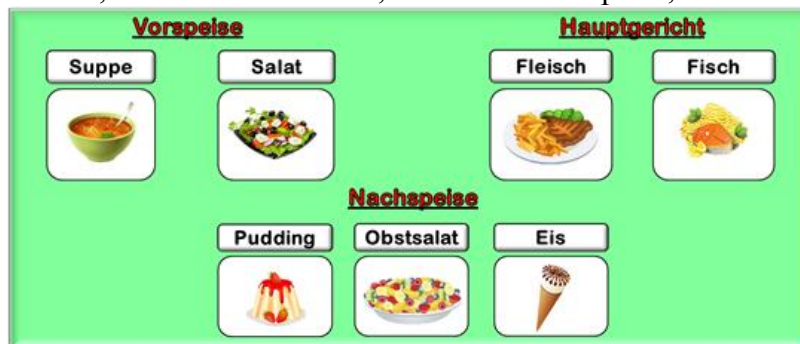 Vorspeise Hauptgericht
Suppe Salat Fleisch Fisch
Nachspeise
Pudding Obstsalat Eis